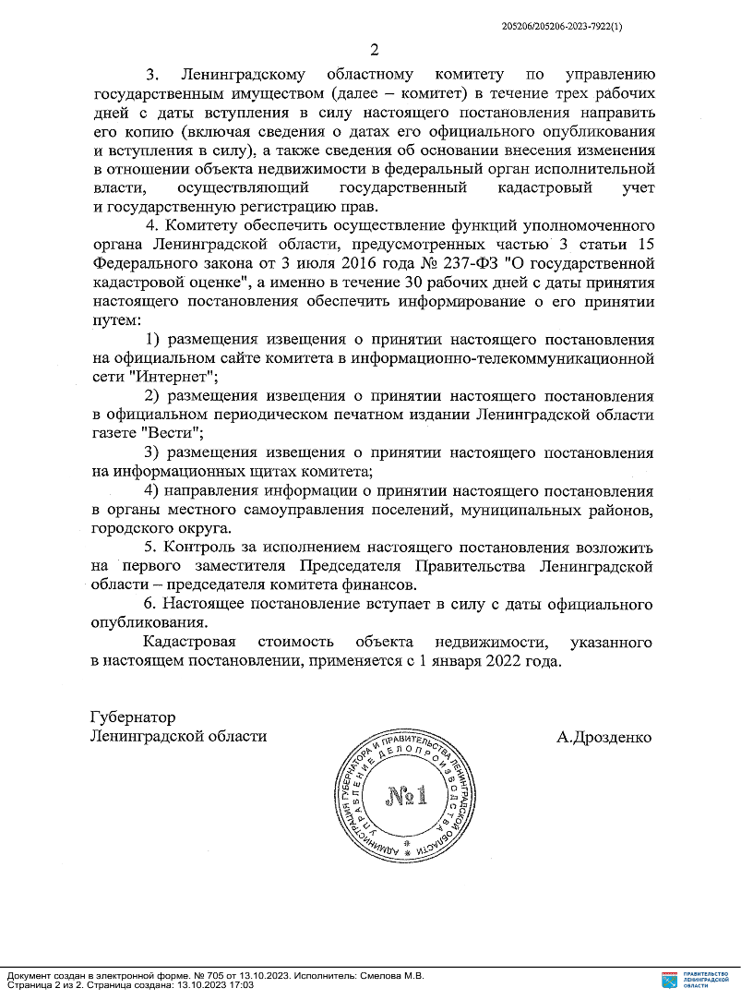 205206/205206-2023-7922(1)
2
3. Ленинградскому областному комитету по управлению
государственным имуществом (далее – комитет) в течение трех рабочих
дней с даты вступления в силу настоящего постановления направить
его копию (включая сведения о датах его официального опубликования
и вступления в силу), а также сведения об основании внесения изменения
в отношении объекта недвижимости в федеральный орган исполнительной
власти, осуществляющий государственный кадастровый учет
и государственную регистрацию прав.
4. Комитету обеспечить осуществление функций уполномоченного
органа Ленинградской области, предусмотренных частью 3 статьи 15
Федерального закона от 3 июля 2016 года № 237-ФЗ "О государственной
кадастровой оценке", а именно в течение 30 рабочих дней с даты принятия
настоящего постановления обеспечить информирование о его принятии
путем:
1) размещения извещения о принятии настоящего постановления
на официальном сайте комитета в информационно-телекоммуникационной
сети "Интернет";
2) размещения извещения о принятии настоящего постановления
в официальном периодическом печатном издании Ленинградской области
газете "Вести";
3) размещения извещения о принятии настоящего постановления
на информационных щитах комитета;
4) направления информации о принятии настоящего постановления
в органы местного самоуправления поселений, муниципальных районов,
городского округа.
5. Контроль за исполнением настоящего постановления возложить
на первого заместителя Председателя Правительства Ленинградской
области – председателя комитета финансов.
6. Настоящее постановление вступает в силу с даты официального
опубликования.
Кадастровая стоимость объекта недвижимости, указанного
в настоящем постановлении, применяется с 1 января 2022 года.
Губернатор
Ленинградской области А.Дрозденко
АДМИНИСТРАЦИЯ ГУБЕРНАТОРА И ПРАВИТЕЛЬСТВА ЛЕНИНГРАДСКОЙ ОБЛАСТИ
УПРАВЛЕНИЕ ДЕЛОПРОИЗВОДСТВА
№1
Документ создан в электронной форме. № 705 от 13.10.2023. Исполнитель: Смелова М.В.
Страница 2 из 2. Страница создана: 13.10.2023 17:03
ПРАВИТЕЛЬСТВО
ЛЕНИНГРАДСКОЙ
ОБЛАСТИ